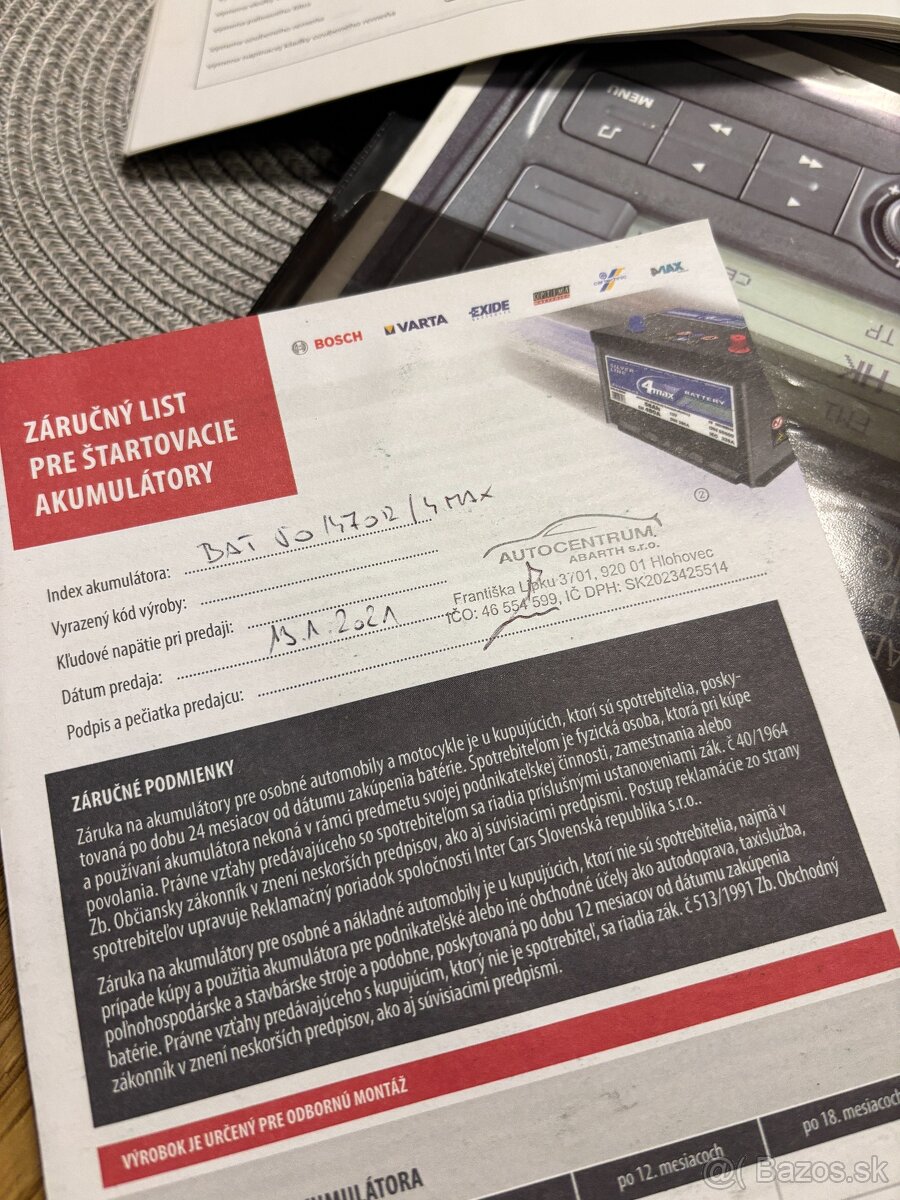 MENU
BOSCH
VARTA
EXIDE
OPTIMA
4MAX
4max BATTERY
ZÁRUČNÝ LIST
PRE ŠTARTOVACIE
AKUMULÁTORY
Index akumulátora: BAT 50/470R/4MAX
Vyrazený kód výroby:
Kľudové napätie pri predaji:
Dátum predaja: 13.1.2021
Podpis a pečiatka predajcu:
AUTOCENTRUM
ABARTH s.r.o.
Františka Lipku 3701, 920 01 Hlohovec
IČO: 46 554 599, IČ DPH: SK2023425514
ZÁRUČNÉ PODMIENKY
Záruka na akumulátory pre osobné automobily a motocykle je u kupujúcich, ktorí sú spotrebitelia, posky-
tovaná po dobu 24 mesiacov od dátumu zakúpenia batérie. Spotrebiteľom je fyzická osoba, ktorá pri kúpe
a používaní akumulátora nekoná v rámci predmetu svojej podnikateľskej činnosti, zamestnania alebo
povolania. Právne vzťahy predávajúceho so spotrebiteľom sa riadia príslušnými ustanoveniami zák. č 40/1964
Zb. Občiansky zákonník v znení neskorších predpisov, ako aj súvisiacimi predpismi. Postup reklamácie zo strany
spotrebiteľov upravuje Reklamačný poriadok spoločnosti Inter Cars Slovenská republika s.r.o..
Záruka na akumulátory pre osobné a nákladné automobily je u kupujúcich, ktorí nie sú spotrebitelia, najmä v
prípade kúpy a použitia akumulátora pre podnikateľské alebo iné obchodné účely ako autodoprava, taxislužba,
poľnohospodárske a stavbárske stroje a podobne, poskytovaná po dobu 12 mesiacov od dátumu zakúpenia
batérie. Právne vzťahy predávajúceho s kupujúcim, ktorý nie je spotrebiteľ, sa riadia zák. č 513/1991 Zb. Obchodný
zákonník v znení neskorších predpisov, ako aj súvisiacimi predpismi.
VÝROBOK JE URČENÝ PRE ODBORNÚ MONTÁŽ
AKUMULÁTORA
po 12. mesiacoch
po 18. mesiacoch
Bazos.sk